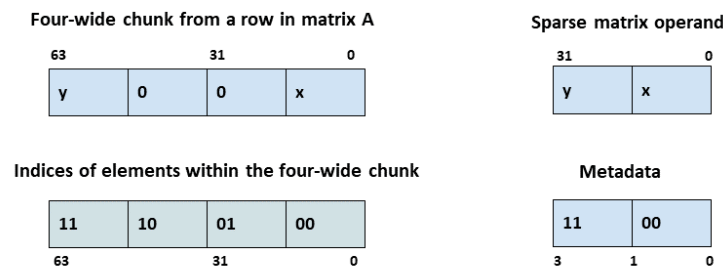 Four-wide chunk from a row in matrix A
63 31 0
y 0 0 x
Sparse matrix operand
31 0
y x
Indices of elements within the four-wide chunk
11 10 01 00
63 31 0
Metadata
11 00
3 1 0